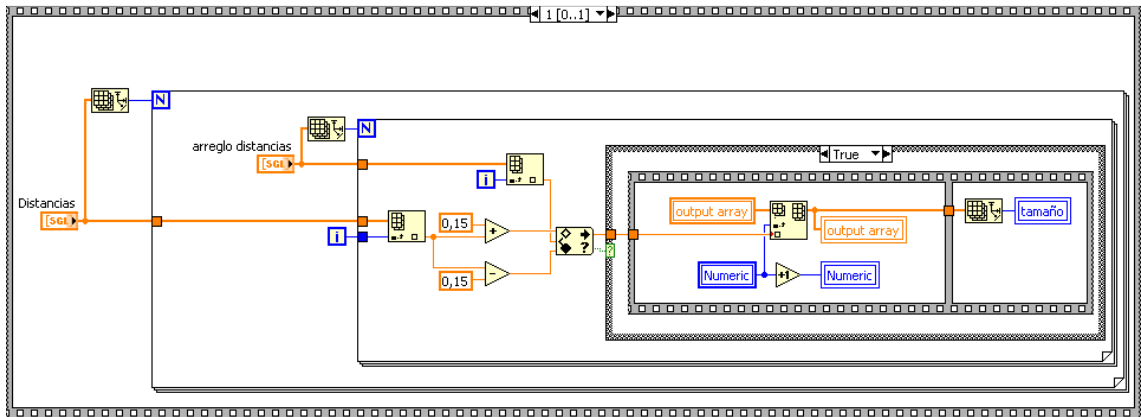 1 [0..1]
N
N
arreglo distancias
[SGL
True
i
Distancias
[SGL
output array
tamaño
0,15
+
output array
i
?
?
-
0,15
Numeric
+1
Numeric